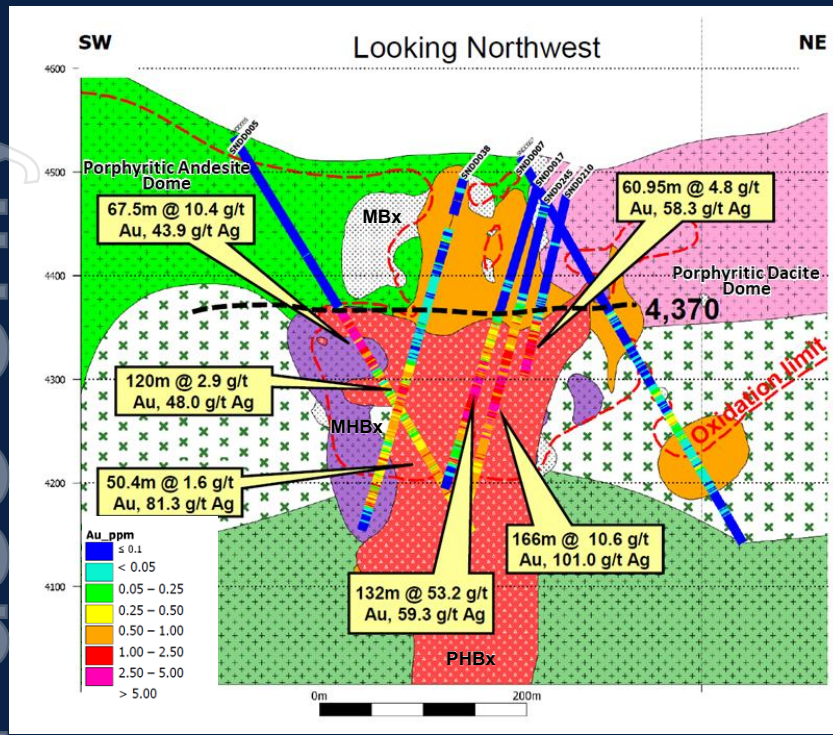 SW
Looking Northwest
NE
4600
4500
4400
4300
4200
4100
SNDD005
SNDD038
SNDD007
SNDD017
SNDD245
SNDD210
Porphyritic Andesite
Dome
67.5m @ 10.4 g/t
Au, 43.9 g/t Ag
MBx
60.95m @ 4.8 g/t
Au, 58.3 g/t Ag
Porphyritic Dacite
Dome
4,370
120m @ 2.9 g/t
Au, 48.0 g/t Ag
MHBx
Oxidation limit
50.4m @ 1.6 g/t
Au, 81.3 g/t Ag
166m @ 10.6 g/t
Au, 101.0 g/t Ag
132m @ 53.2 g/t
Au, 59.3 g/t Ag
PHBx
Au_ppm
≤ 0.1
< 0.05
0.05 – 0.25
0.25 – 0.50
0.50 – 1.00
1.00 – 2.50
2.50 – 5.00
> 5.00
0m
200m